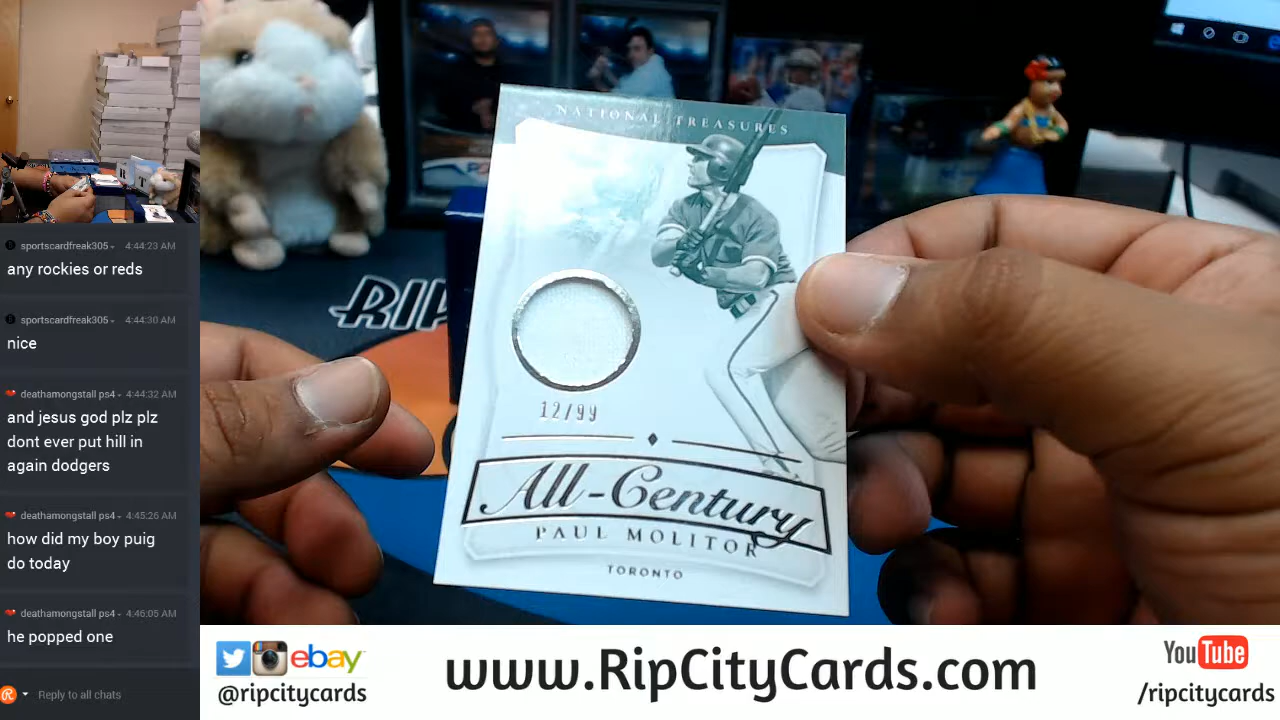 sportscardfreak305 4:44:23 AM
any rockies or reds
sportscardfreak305 4:44:30 AM
nice
deathamongstall ps4 4:44:32 AM
and jesus god plz plz
dont ever put hill in
again dodgers
deathamongstall ps4 4:45:26 AM
how did my boy puig
do today
deathamongstall ps4 4:46:05 AM
he popped one
Reply to all chats
NATIONAL TREASURES
12/99
All-Century
PAUL MOLITOR
TORONTO
RIP
ebay
@ripcitycards
www.RipCityCards.com
YouTube
/ripcitycards